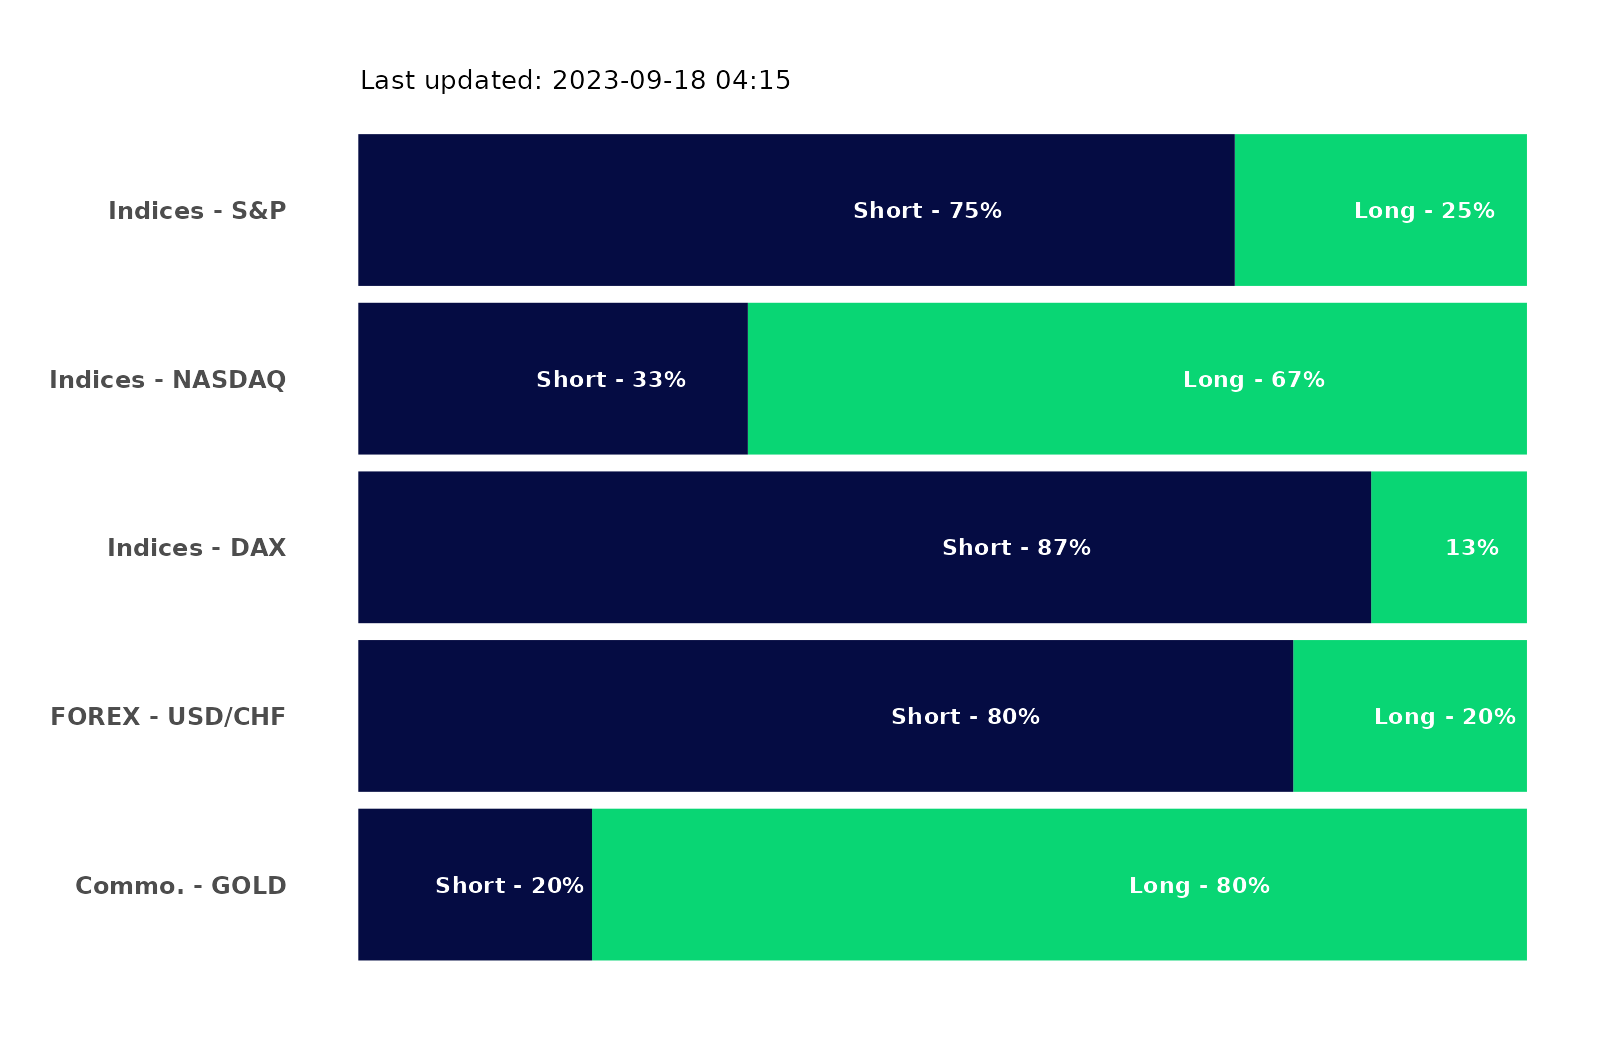 Last updated: 2023-09-18 04:15
Indices - S&P Short - 75% Long - 25%
Indices - NASDAQ Short - 33% Long - 67%
Indices - DAX Short - 87% 13%
FOREX - USD/CHF Short - 80% Long - 20%
Commo. - GOLD Short - 20% Long - 80%